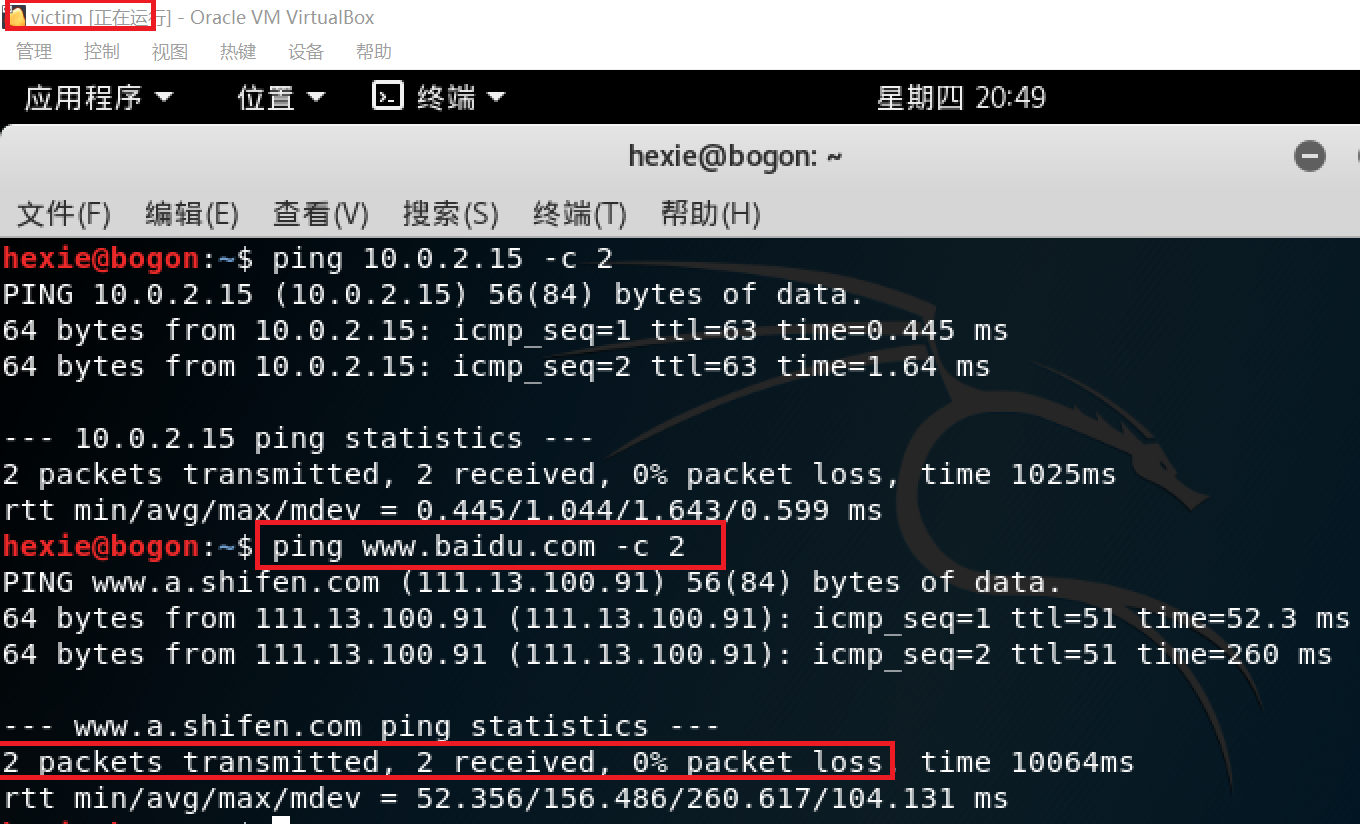 victim [正在运行] - Oracle VM VirtualBox
管理 控制 视图 热键 设备 帮助
应用程序 位置 终端 星期四 20:49
hexie@bogon: ~
文件(F) 编辑(E) 查看(V) 搜索(S) 终端(T) 帮助(H)
hexie@bogon:~$ ping 10.0.2.15 -c 2
PING 10.0.2.15 (10.0.2.15) 56(84) bytes of data.
64 bytes from 10.0.2.15: icmp_seq=1 ttl=63 time=0.445 ms
64 bytes from 10.0.2.15: icmp_seq=2 ttl=63 time=1.64 ms
--- 10.0.2.15 ping statistics ---
2 packets transmitted, 2 received, 0% packet loss, time 1025ms
rtt min/avg/max/mdev = 0.445/1.044/1.643/0.599 ms
hexie@bogon:~$ ping www.baidu.com -c 2
PING www.a.shifen.com (111.13.100.91) 56(84) bytes of data.
64 bytes from 111.13.100.91 (111.13.100.91): icmp_seq=1 ttl=51 time=52.3 ms
64 bytes from 111.13.100.91 (111.13.100.91): icmp_seq=2 ttl=51 time=260 ms
--- www.a.shifen.com ping statistics ---
2 packets transmitted, 2 received, 0% packet loss, time 10064ms
rtt min/avg/max/mdev = 52.356/156.486/260.617/104.131 ms